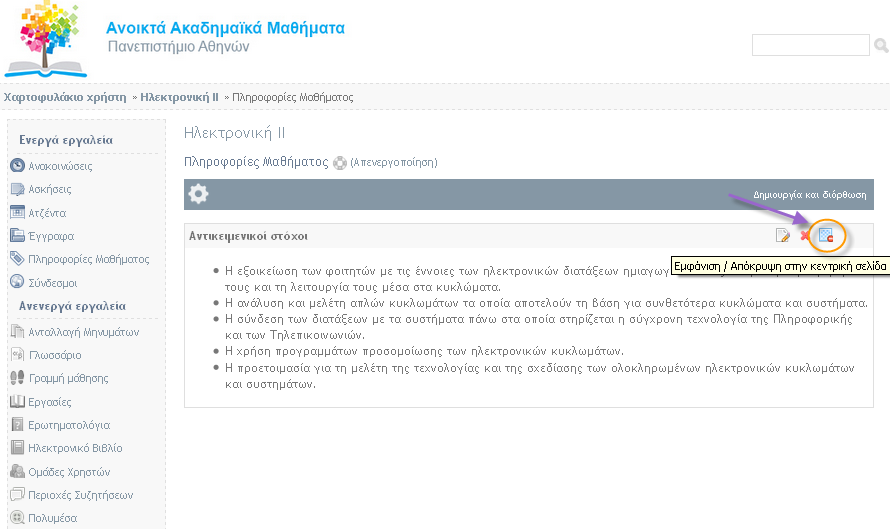 Ανοικτά Ακαδημαϊκά Μαθήματα
Πανεπιστήμιο Αθηνών
Χαρτοφυλάκιο χρήστη » Ηλεκτρονική ΙΙ » Πληροφορίες Μαθήματος
Ενεργά εργαλεία
Ανακοινώσεις
Ασκήσεις
Ατζέντα
Έγγραφα
Πληροφορίες Μαθήματος
Σύνδεσμοι
Ανενεργά εργαλεία
Ανταλλαγή Μηνυμάτων
Γλωσσάριο
Γραμμή μάθησης
Εργασίες
Ερωτηματολόγια
Ηλεκτρονικό Βιβλίο
Ομάδες Χρηστών
Περιοχές Συζητήσεων
Πολυμέσα
Ηλεκτρονική ΙΙ
Πληροφορίες Μαθήματος (Απενεργοποίηση)
Δημιουργία και διόρθωση
Αντικειμενικοί στόχοι
Εμφάνιση / Απόκρυψη στην κεντρική σελίδα
• Η εξοικείωση των φοιτητών με τις έννοιες των ηλεκτρονικών διατάξεων ημιαγω
τους και τη λειτουργία τους μέσα στα κυκλώματα.
• Η ανάλυση και μελέτη απλών κυκλωμάτων τα οποία αποτελούν τη βάση για συνθετότερα κυκλώματα και συστήματα.
• Η σύνδεση των διατάξεων με τα συστήματα πάνω στα οποία στηρίζεται η σύγχρονη τεχνολογία της Πληροφορικής
και των Τηλεπικοινωνιών.
• Η χρήση προγραμμάτων προσομοίωσης των ηλεκτρονικών κυκλωμάτων.
• Η προετοιμασία για τη μελέτη της τεχνολογίας και της σχεδίασης των ολοκληρωμένων ηλεκτρονικών κυκλωμάτων
και συστημάτων.